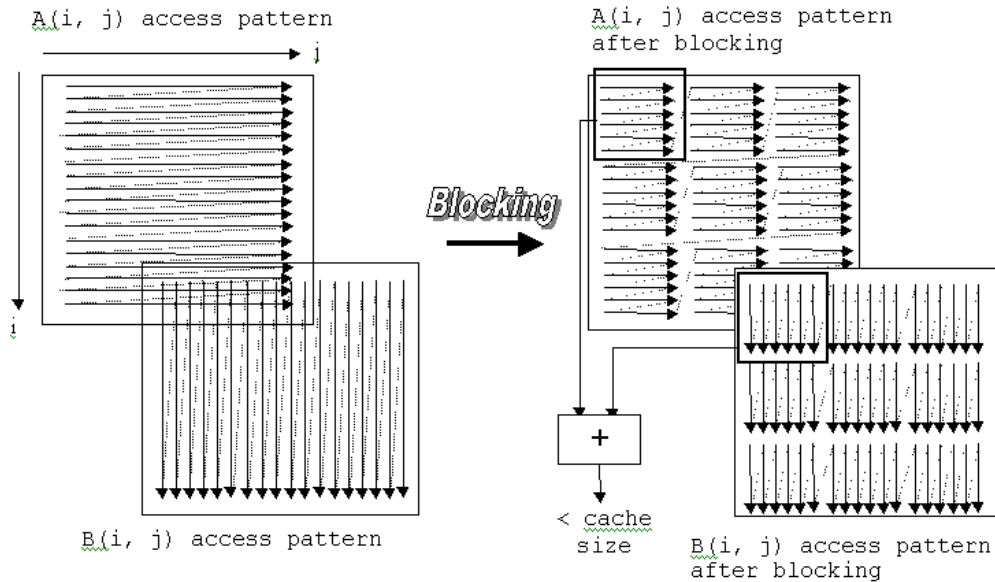 A(i, j) access pattern
j
i
B(i, j) access pattern
Blocking
A(i, j) access pattern
after blocking
+
< cache
size
B(i, j) access pattern
after blocking